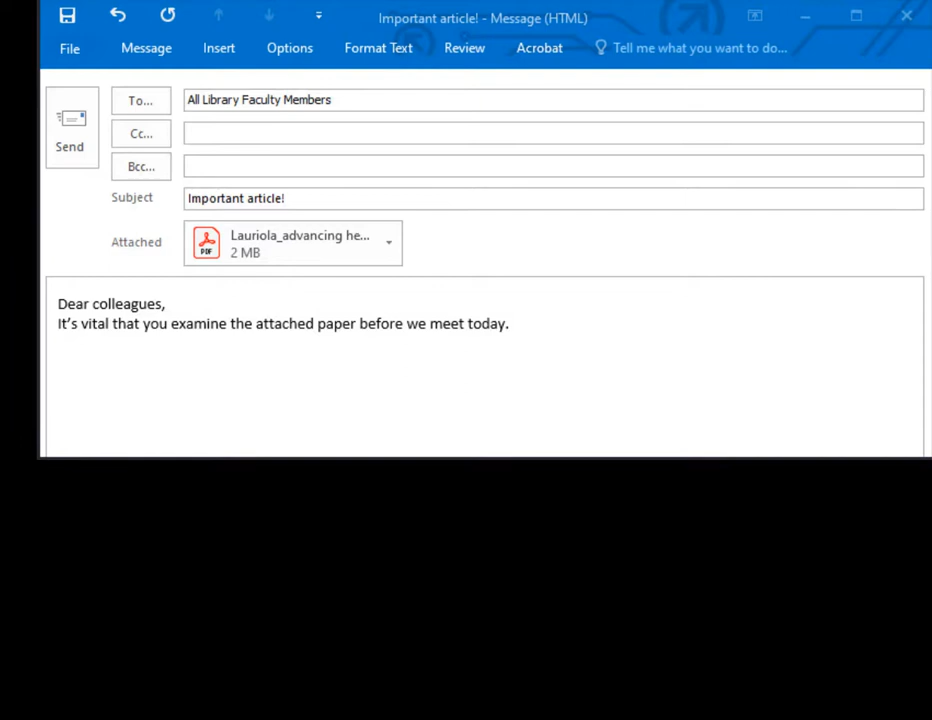 Important article! - Message (HTML)
File Message Insert Options Format Text Review Acrobat Tell me what you want to do...
To... All Library Faculty Members
Cc...
Bcc...
Send
Subject Important article!
Attached Lauriola_advancing he...
PDF 2 MB
Dear colleagues,
It's vital that you examine the attached paper before we meet today.